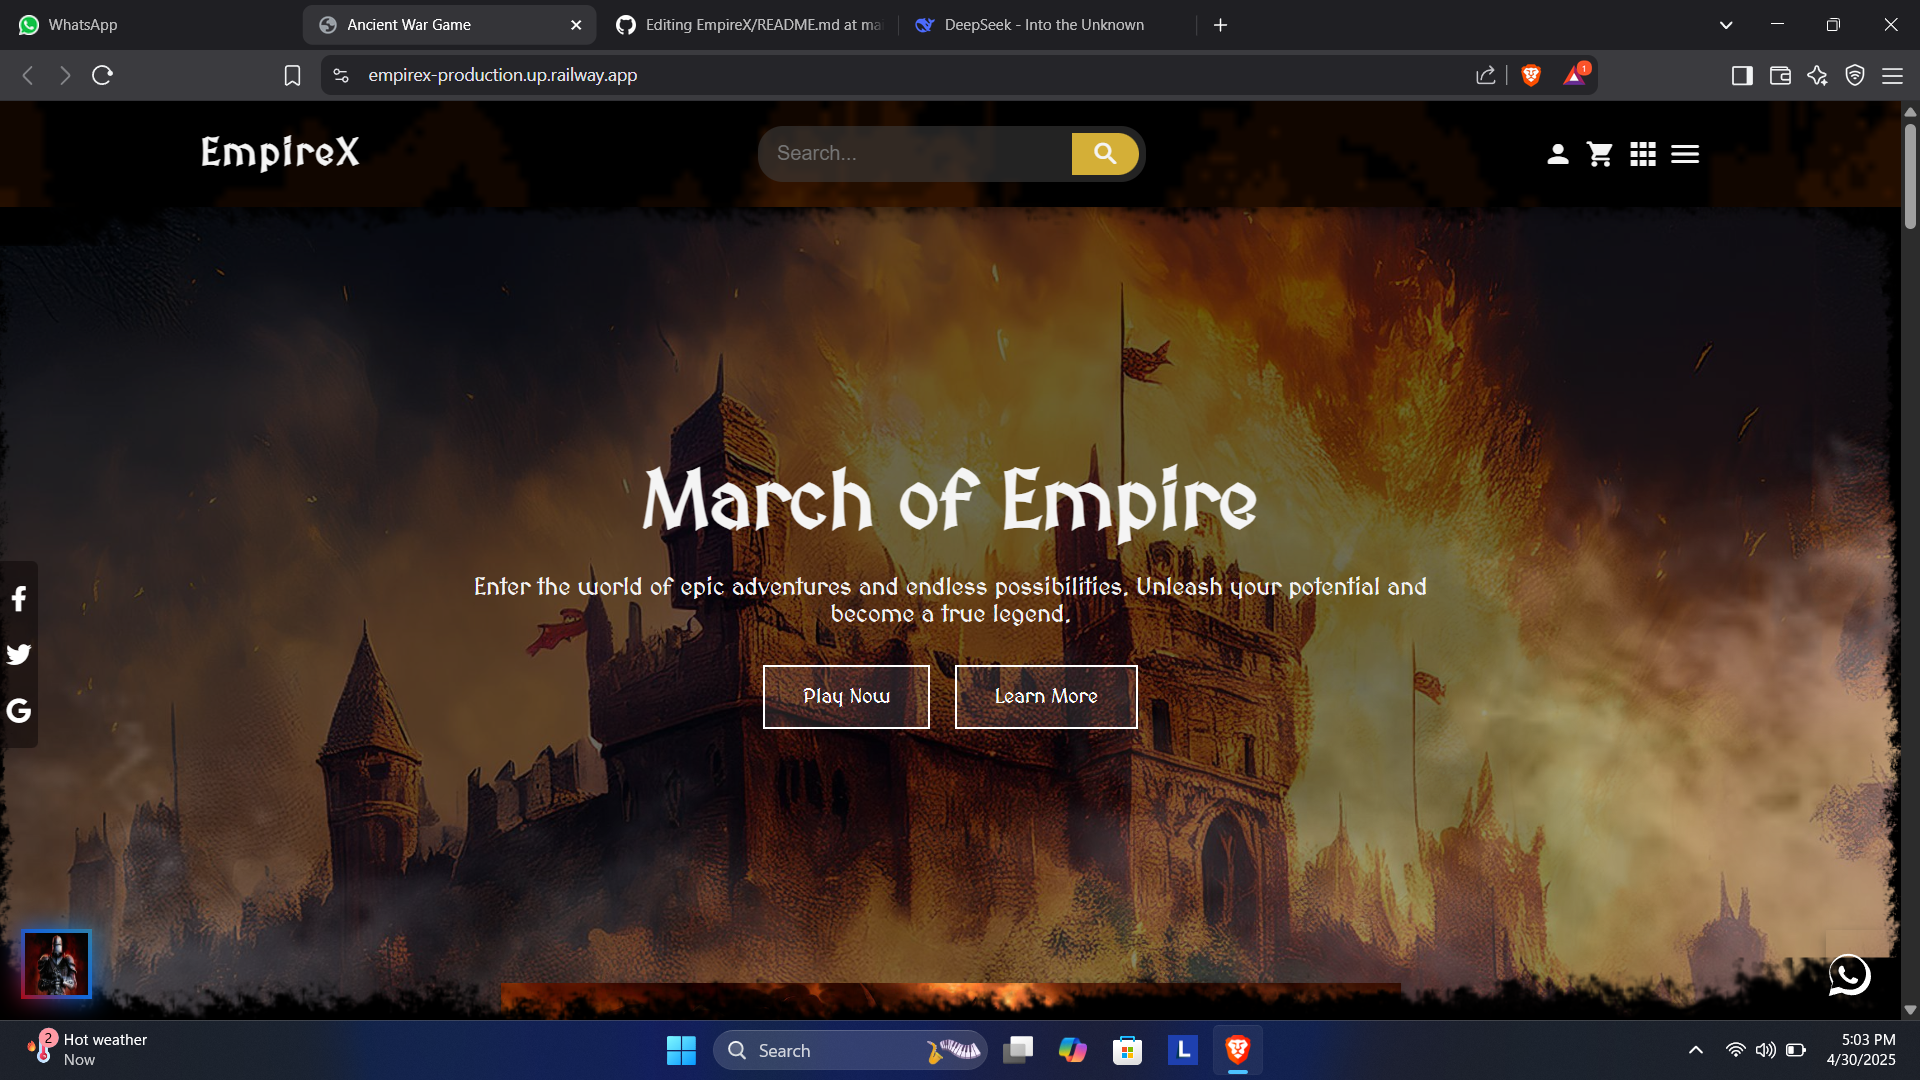 WhatsApp
Ancient War Game
Editing EmpireX/README.md at ma
DeepSeek - Into the Unknown
empirex-production.up.railway.app
1
EmpireX
Search...
March of Empire
Enter the world of epic adventures and endless possibilities. Unleash your potential and
become a true legend.
Play Now
Learn More
2
Hot weather
Now
Search
L
5:03 PM
4/30/2025